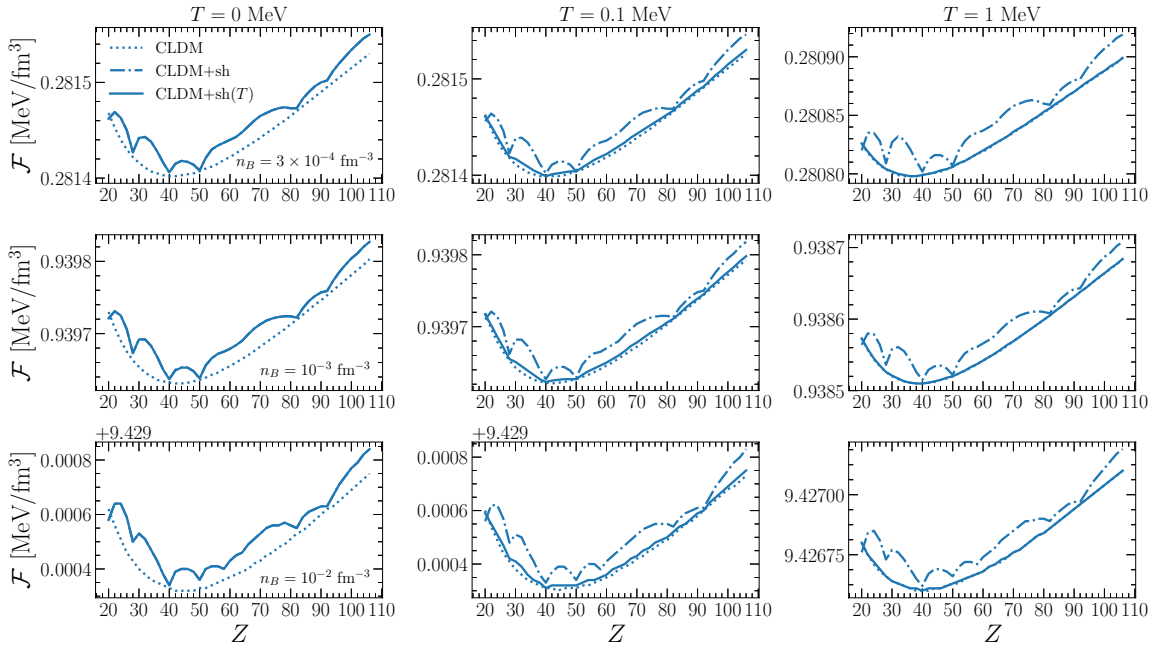 T = 0 MeV
T = 0.1 MeV
T = 1 MeV
CLDM
CLDM+sh
CLDM+sh(T)
ℱ [MeV/fm³]
0.2815
0.2814
n_B = 3 × 10⁻⁴ fm⁻³
20 30 40 50 60 70 80 90 100 110
0.2815
0.2814
20 30 40 50 60 70 80 90 100 110
0.28090
0.28085
0.28080
20 30 40 50 60 70 80 90 100 110
ℱ [MeV/fm³]
0.9398
0.9397
n_B = 10⁻³ fm⁻³
20 30 40 50 60 70 80 90 100 110
0.9398
0.9397
20 30 40 50 60 70 80 90 100 110
0.9387
0.9386
0.9385
20 30 40 50 60 70 80 90 100 110
+9.429
ℱ [MeV/fm³]
0.0008
0.0006
0.0004
n_B = 10⁻² fm⁻³
20 30 40 50 60 70 80 90 100 110
Z
+9.429
0.0008
0.0006
0.0004
20 30 40 50 60 70 80 90 100 110
Z
9.42700
9.42675
20 30 40 50 60 70 80 90 100 110
Z